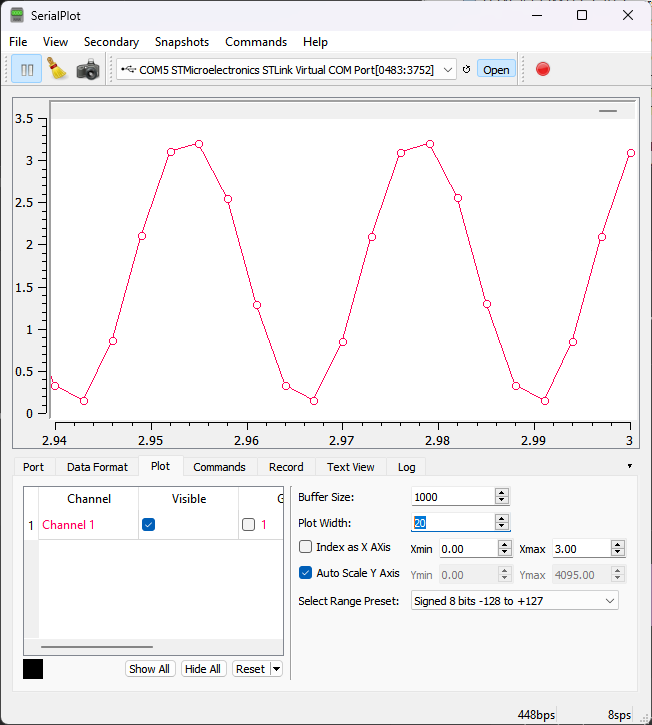 SerialPlot
File View Secondary Snapshots Commands Help
COM5 STMicroelectronics STLink Virtual COM Port[0483:3752] Open
3.5
3
2.5
2
1.5
1
0.5
0
2.94 2.95 2.96 2.97 2.98 2.99 3
Port Data Format Plot Commands Record Text View Log
Channel Visible G
1 Channel 1 1
Show All Hide All Reset
Buffer Size: 1000
Plot Width: 20
Index as X AXis Xmin 0.00 Xmax 3.00
Auto Scale Y Axis Ymin 0.00 Ymax 4095.00
Select Range Preset: Signed 8 bits -128 to +127
448bps 8sps